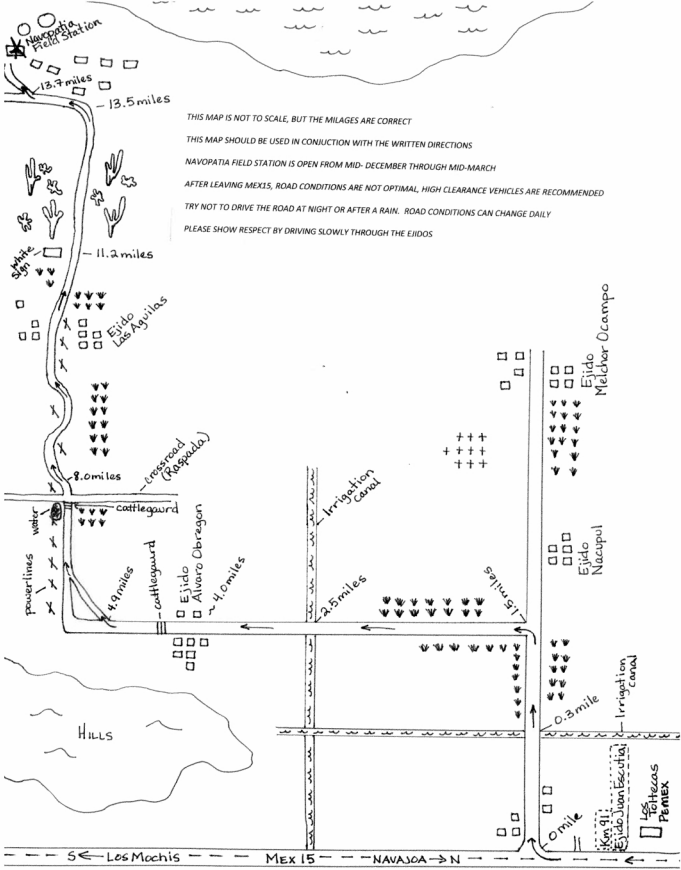 Navopatia
Field Station
13.7 miles
13.5 miles
THIS MAP IS NOT TO SCALE, BUT THE MILAGES ARE CORRECT
THIS MAP SHOULD BE USED IN CONJUCTION WITH THE WRITTEN DIRECTIONS
NAVOPATIA FIELD STATION IS OPEN FROM MID- DECEMBER THROUGH MID-MARCH
AFTER LEAVING MEX15, ROAD CONDITIONS ARE NOT OPTIMAL, HIGH CLEARANCE VEHICLES ARE RECOMMENDED
TRY NOT TO DRIVE THE ROAD AT NIGHT OR AFTER A RAIN. ROAD CONDITIONS CAN CHANGE DAILY
PLEASE SHOW RESPECT BY DRIVING SLOWLY THROUGH THE EJIDOS
white
sign
11.2 miles
Ejido
Las Aguilas
Ejido
Melchor Ocampo
crossroad
(Raspada)
8.0 miles
Irrigation
canal
cattlegaurd
water
Ejido
Nacupul
powerlines
4.9 miles
cattlegaurd
Ejido
Alvaro Obregon
~ 4.0 miles
2.5 miles
1.5 miles
Irrigation
canal
0.3 mile
HILLS
0 mile
Km 91
Ejido Juan Escutia
Los
Toltecas
PEMEX
S ← Los Mochis
MEX 15
NAVAJOA → N